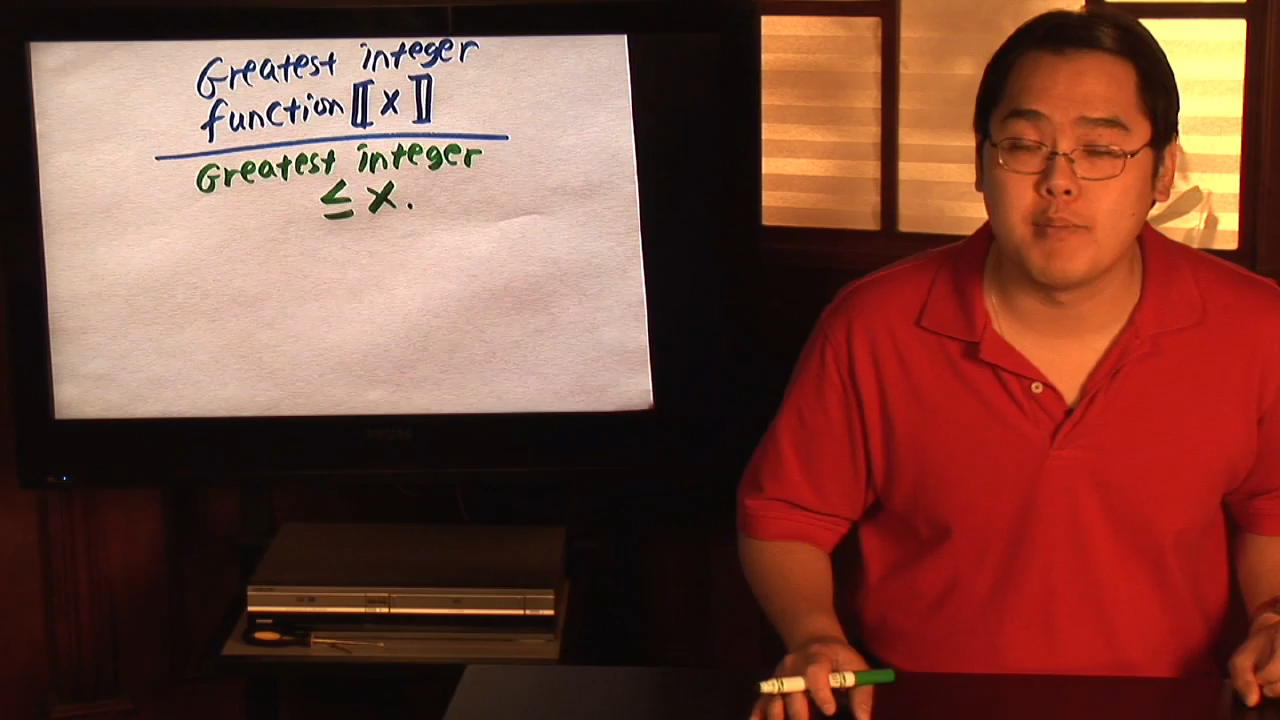 Greatest integer
function ⟦ x ⟧
Greatest integer
≤ x.